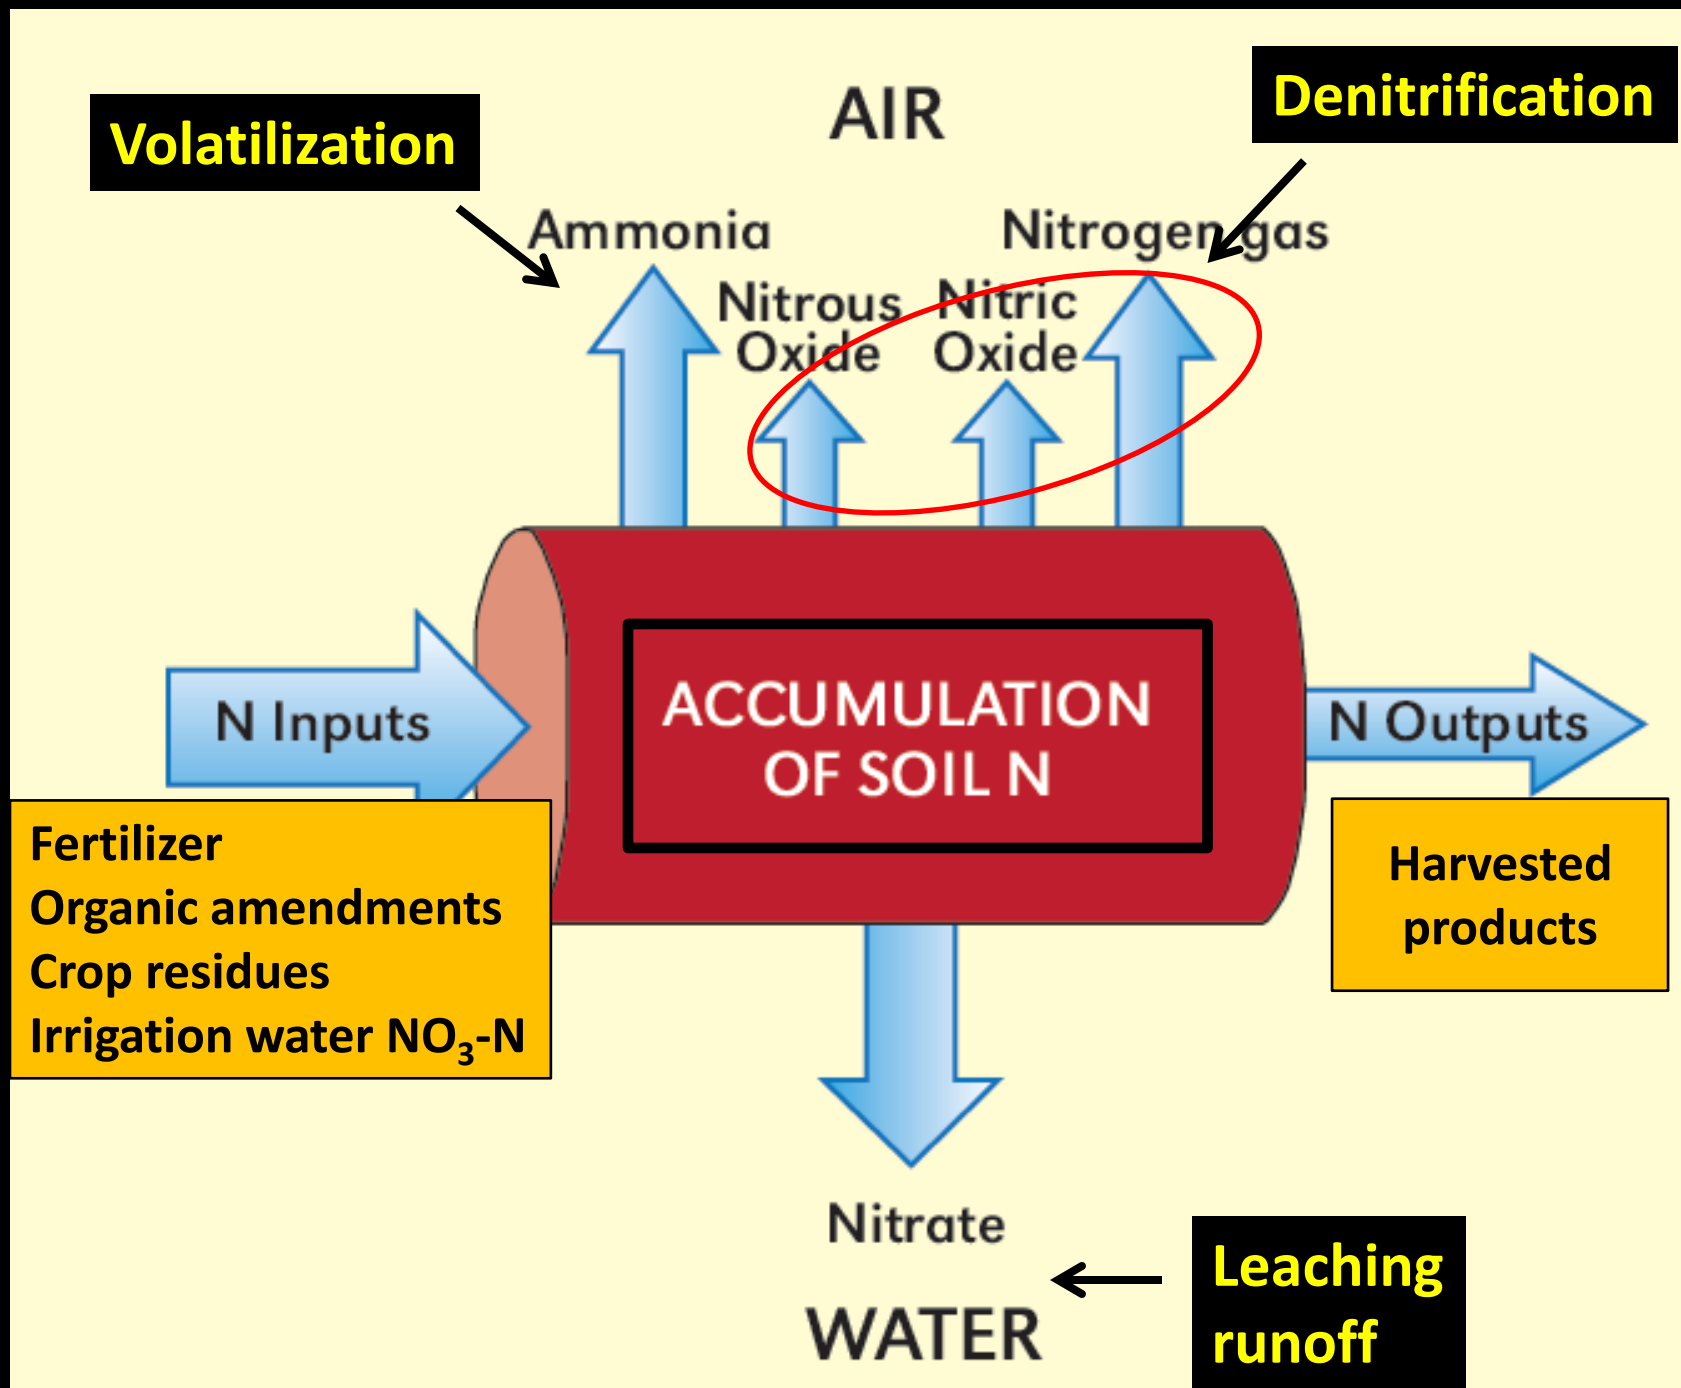 AIR
Denitrification
Volatilization
Ammonia
Nitrogen gas
Nitrous
Oxide
Nitric
Oxide
N Inputs
ACCUMULATION
OF SOIL N
N Outputs
Fertilizer
Organic amendments
Crop residues
Irrigation water NO₃-N
Harvested
products
Nitrate
WATER
Leaching
runoff